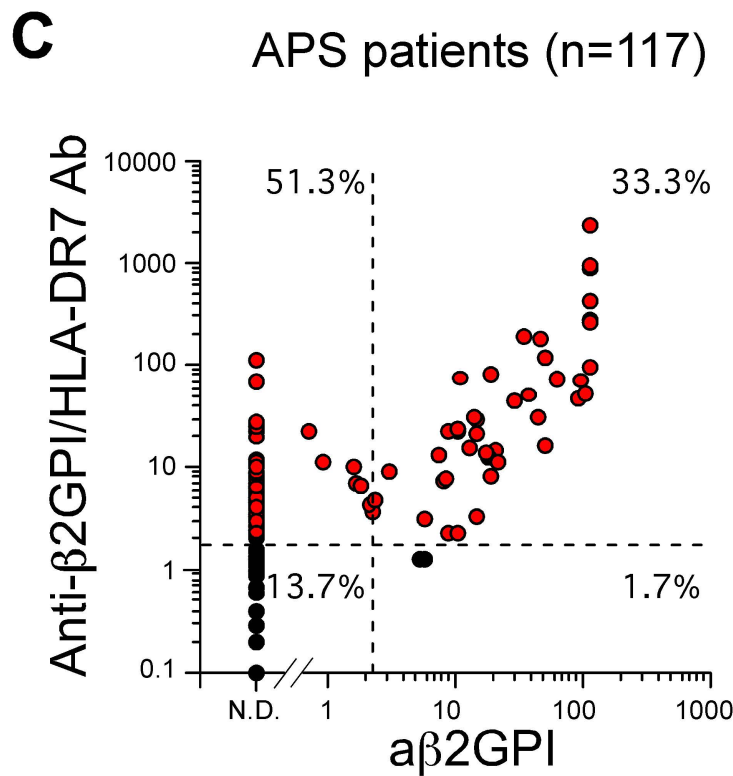 C
APS patients (n=117)
Anti-β2GPI/HLA-DR7 Ab
10000
1000
100
10
1
0.1
51.3%
33.3%
13.7%
1.7%
N.D.
1
10
100
1000
aβ2GPI